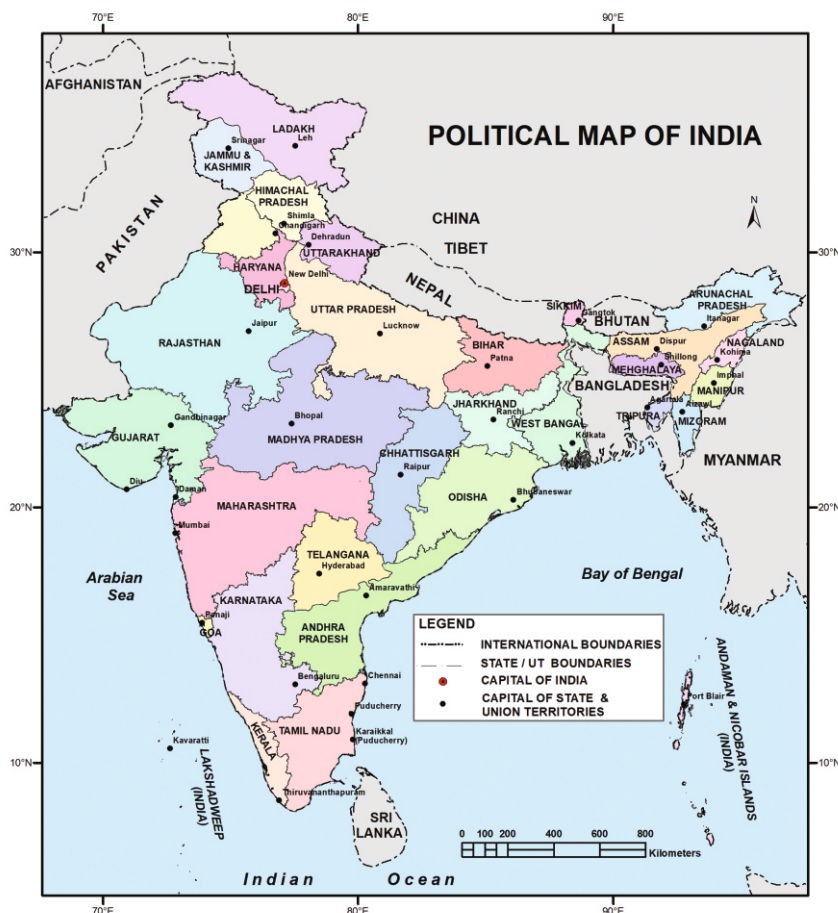 70°E
80°E
90°E
AFGHANISTAN
LADAKH
Leh
Srinagar
JAMMU &
KASHMIR
POLITICAL MAP OF INDIA
HIMACHAL
PRADESH
Shimla
Chandigarh
Dehradun
UTTARAKHAND
PAKISTAN
CHINA
TIBET
N
30°N
30°N
HARYANA
New Delhi
DELHI
NEPAL
UTTAR PRADESH
Lucknow
Jaipur
RAJASTHAN
SIKKIM
Gangtok
BHUTAN
ARUNACHAL
PRADESH
Itanagar
ASSAM
Dispur
NAGALAND
Kohima
Shillong
MEHGHALAYA
Imphal
MANIPUR
BIHAR
Patna
BANGLADESH
Agartala
TRIPURA
Aizawl
MIZORAM
MYANMAR
JHARKHAND
Ranchi
WEST BANGAL
Kolkata
Gandhinagar
GUJARAT
Bhopal
MADHYA PRADESH
CHHATTISGARH
Raipur
Diu
Daman
ODISHA
Bhubaneswar
MAHARASHTRA
Mumbai
20°N
20°N
TELANGANA
Hyderabad
Arabian
Sea
Bay of Bengal
KARNATAKA
Amaravathi
Panaji
GOA
ANDHRA
PRADESH
LEGEND
INTERNATIONAL BOUNDARIES
STATE / UT BOUNDARIES
CAPITAL OF INDIA
CAPITAL OF STATE &
UNION TERRITORIES
Bengaluru
Chennai
Puducherry
TAMIL NADU
Karaikkal
(Puducherry)
KERALA
Kavaratti
LAKSHADWEEP
(INDIA)
Thiruvananthapuram
Port Blair
ANDAMAN & NICOBAR ISLANDS
(INDIA)
10°N
10°N
SRI
LANKA
0 100 200 400 600 800
Kilometers
Indian Ocean
70°E
80°E
90°E